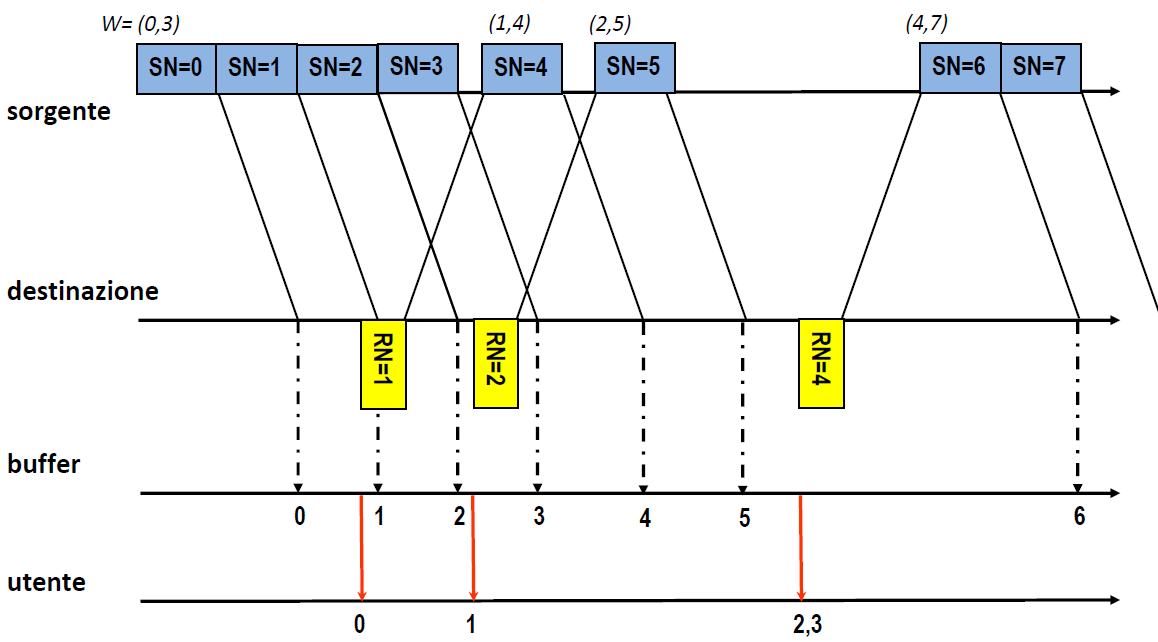 W= (0,3) (1,4) (2,5) (4,7)
SN=0 SN=1 SN=2 SN=3 SN=4 SN=5 SN=6 SN=7
sorgente
destinazione
RN=1 RN=2 RN=4
buffer
0 1 2 3 4 5 6
utente
0 1 2,3